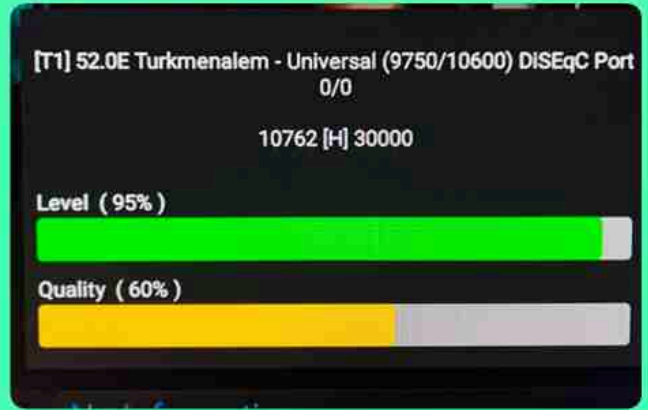 [T1] 52.0E Turkmenalem - Universal (9750/10600) DiSEqC Port
0/0
10762 [H] 30000
Level ( 95% )
Quality ( 60% )